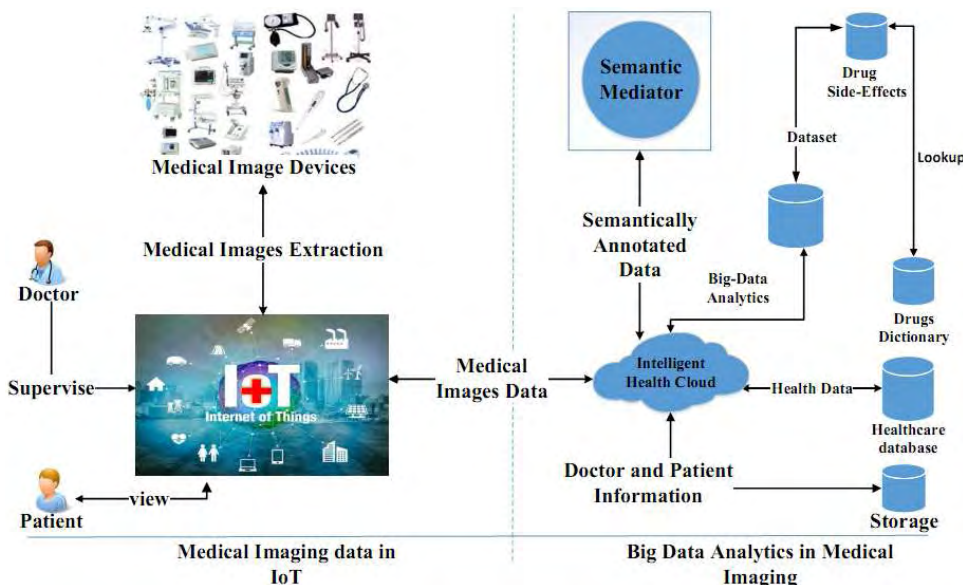 Medical Image Devices
Medical Images Extraction
Doctor
Supervise
IoT
Internet of Things
view
Patient
Medical
Images Data
Medical Imaging data in
IoT
Semantic
Mediator
Semantically
Annotated
Data
Big-Data
Analytics
Dataset
Drug
Side-Effects
Lookup
Drugs
Dictionary
Intelligent
Health Cloud
Health Data
Healthcare
database
Doctor and Patient
Information
Storage
Big Data Analytics in Medical
Imaging